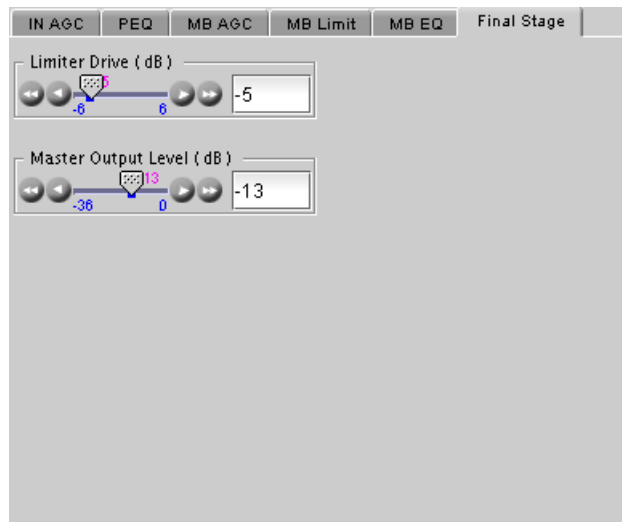 IN AGC PEQ MB AGC MB Limit MB EQ Final Stage
Limiter Drive ( dB )
5
-6 6
-5
Master Output Level ( dB )
13
-36 0
-13